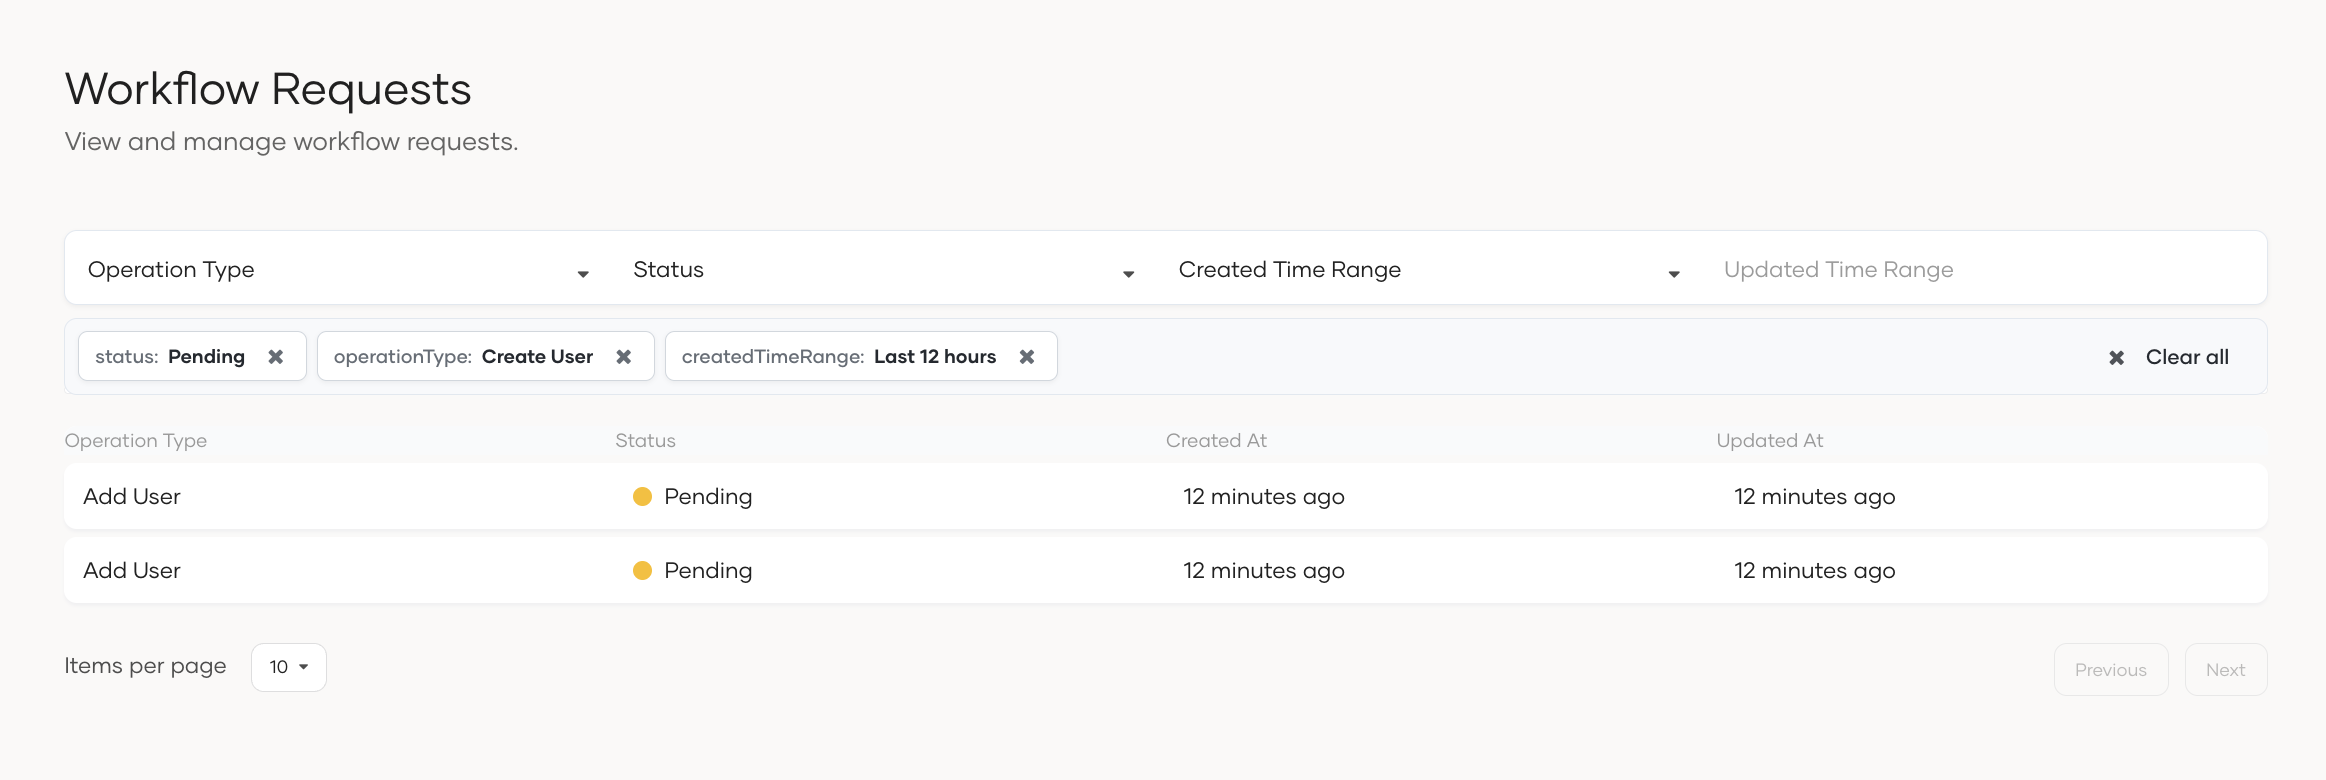 Workflow Requests
View and manage workflow requests.
Operation Type Status Created Time Range Updated Time Range
status: Pending operationType: Create User createdTimeRange: Last 12 hours Clear all
Operation Type Status Created At Updated At
Add User Pending 12 minutes ago 12 minutes ago
Add User Pending 12 minutes ago 12 minutes ago
Items per page 10 Previous Next